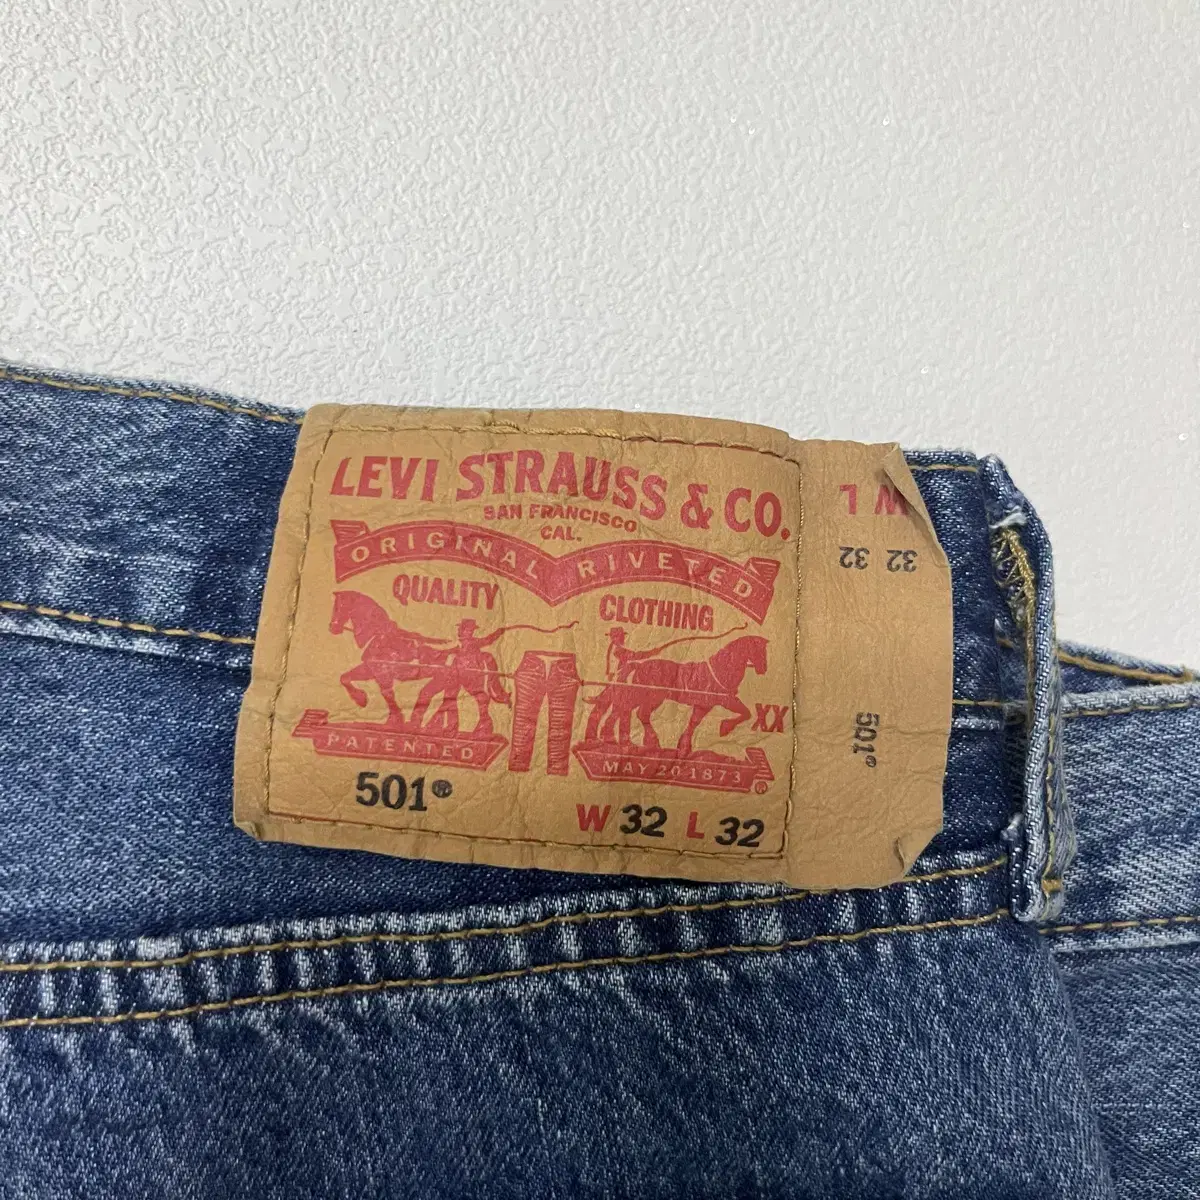 LEVI STRAUSS & CO.
SAN FRANCISCO
CAL.
ORIGINAL RIVETED
QUALITY CLOTHING
XX
PATENTED MAY 20 1873 ®
501®
W 32 L 32
W L
32 32
501®